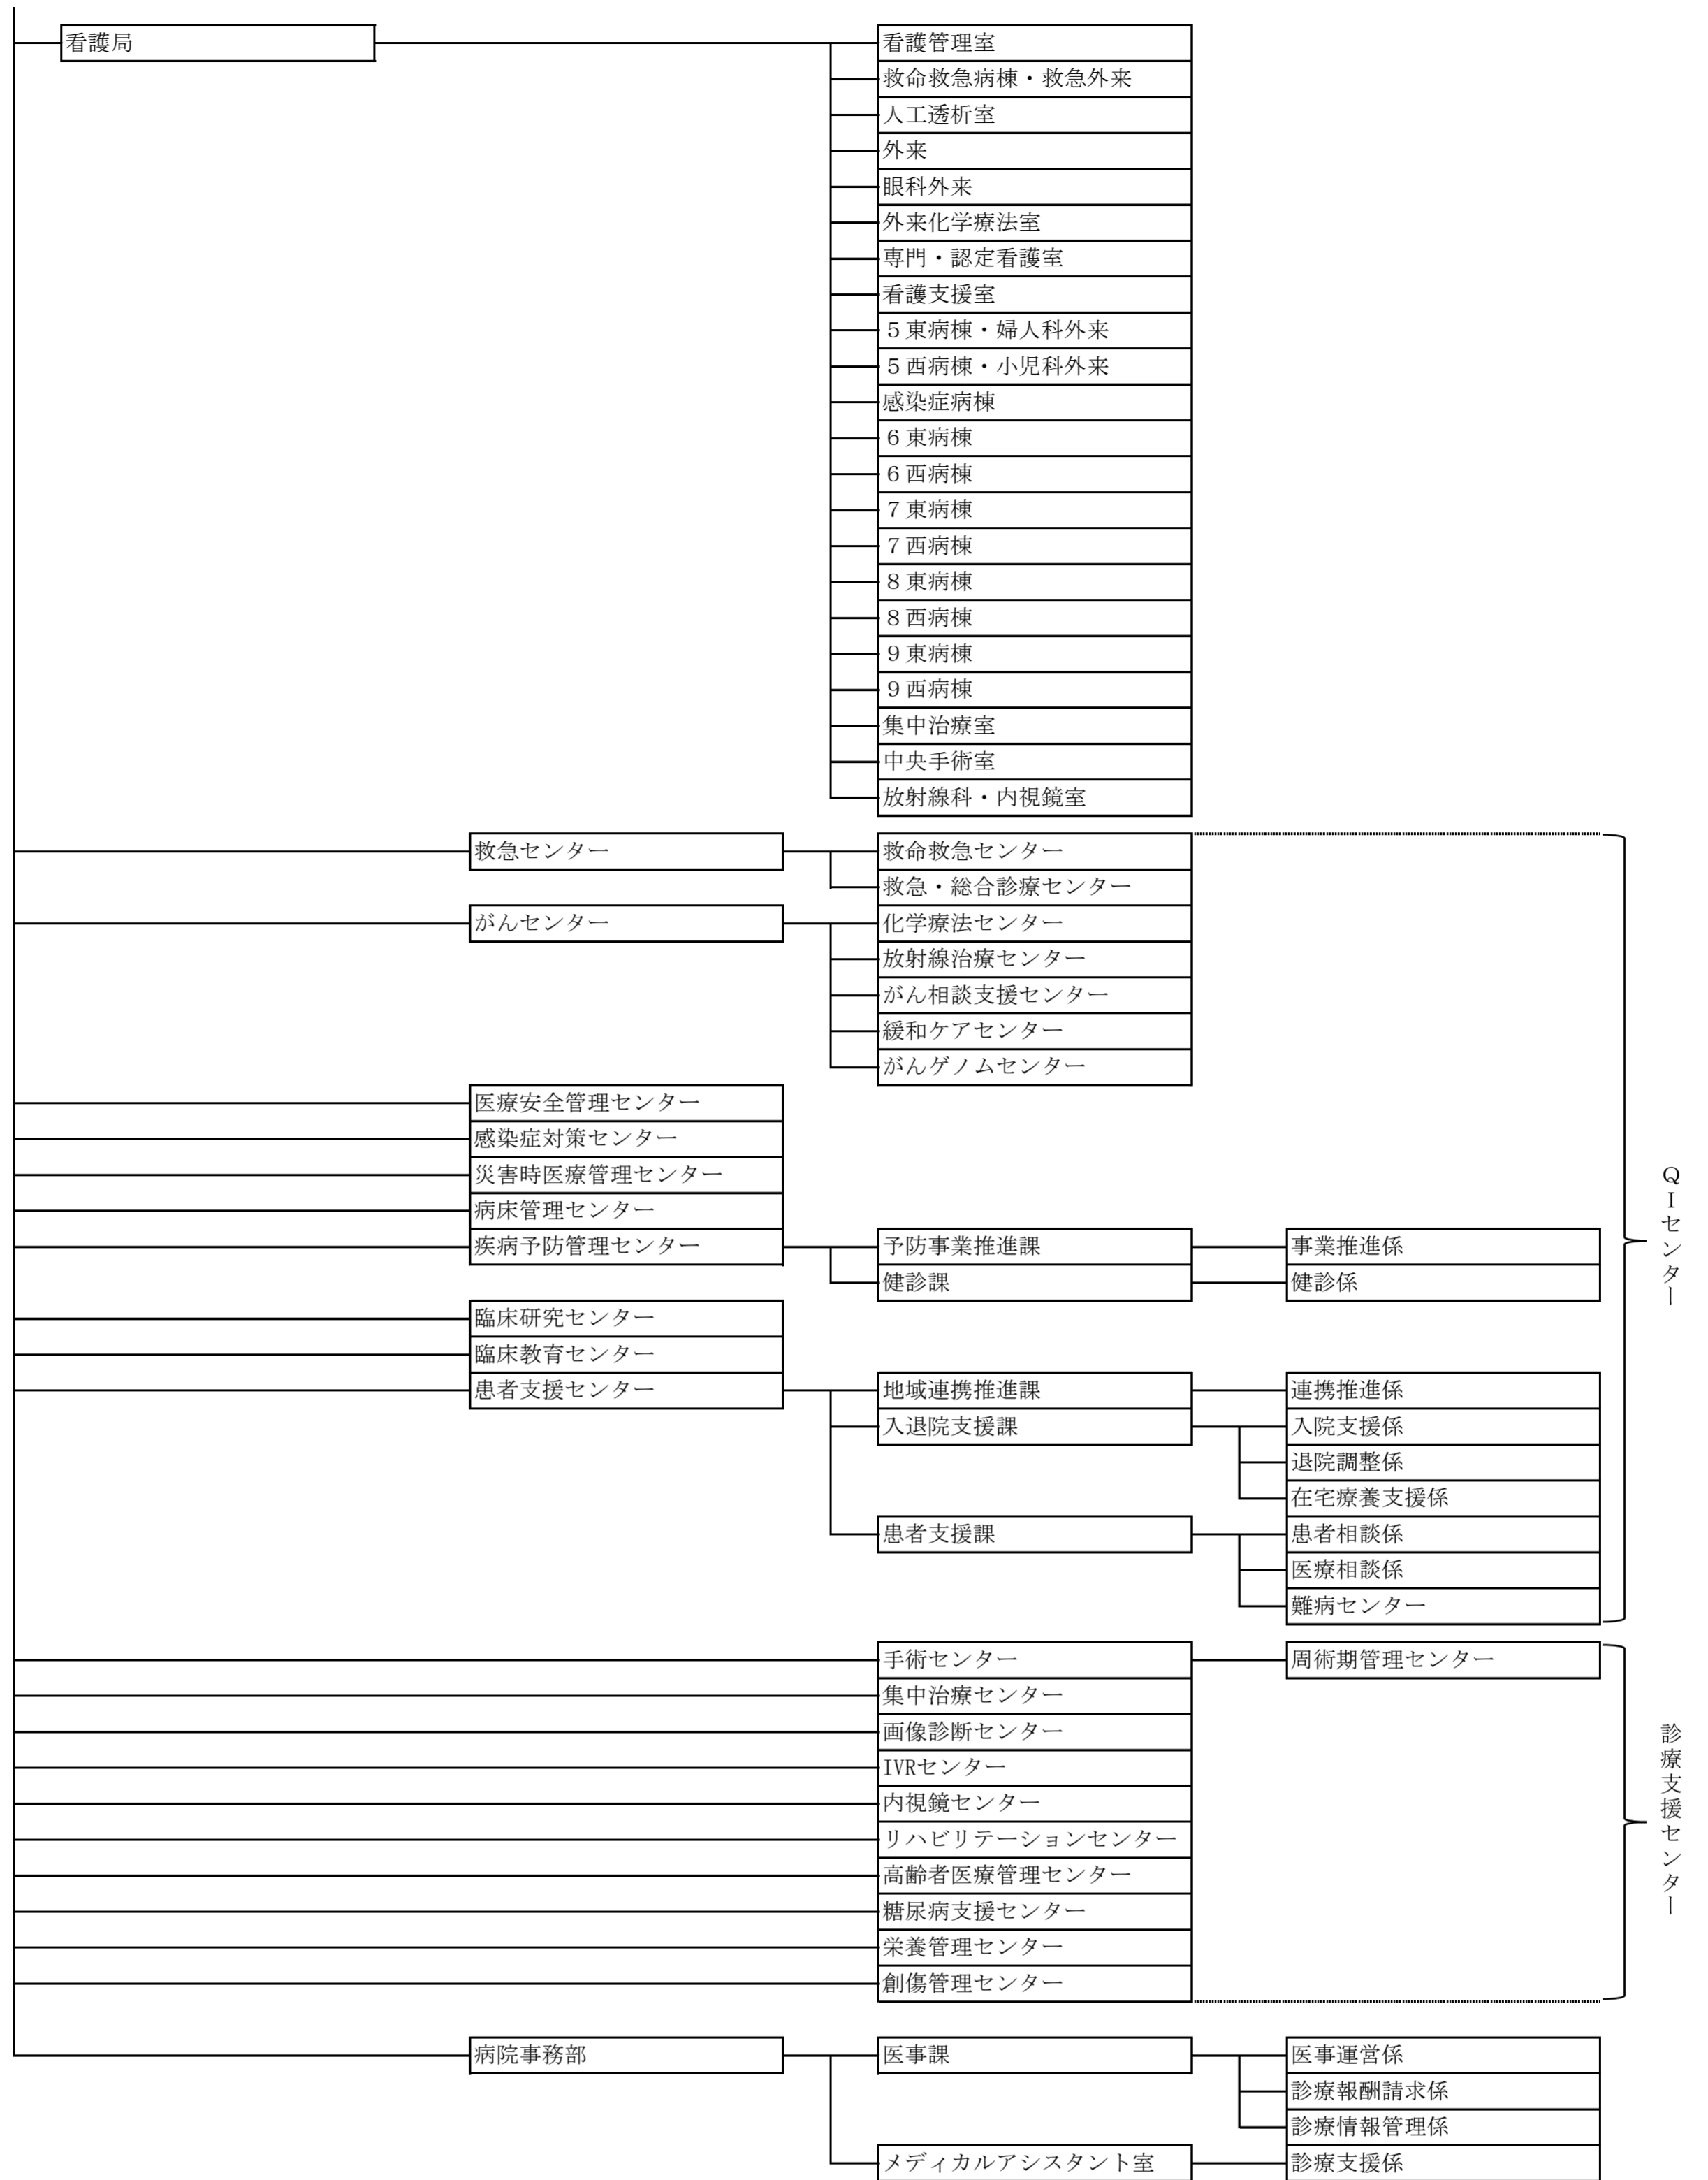 看護局
看護管理室
救命救急病棟・救急外来
人工透析室
外来
眼科外来
外来化学療法室
専門・認定看護室
看護支援室
５東病棟・婦人科外来
５西病棟・小児科外来
感染症病棟
６東病棟
６西病棟
７東病棟
７西病棟
８東病棟
８西病棟
９東病棟
９西病棟
集中治療室
中央手術室
放射線科・内視鏡室
救急センター
救命救急センター
救急・総合診療センター
がんセンター
化学療法センター
放射線治療センター
がん相談支援センター
緩和ケアセンター
がんゲノムセンター
医療安全管理センター
感染症対策センター
災害時医療管理センター
病床管理センター
疾病予防管理センター
予防事業推進課
事業推進係
健診課
健診係
臨床研究センター
臨床教育センター
患者支援センター
地域連携推進課
連携推進係
入退院支援課
入院支援係
退院調整係
在宅療養支援係
患者支援課
患者相談係
医療相談係
難病センター
ＱＩセンター
手術センター
周術期管理センター
集中治療センター
画像診断センター
IVRセンター
内視鏡センター
リハビリテーションセンター
高齢者医療管理センター
糖尿病支援センター
栄養管理センター
創傷管理センター
診療支援センター
病院事務部
医事課
医事運営係
診療報酬請求係
診療情報管理係
メディカルアシスタント室
診療支援係